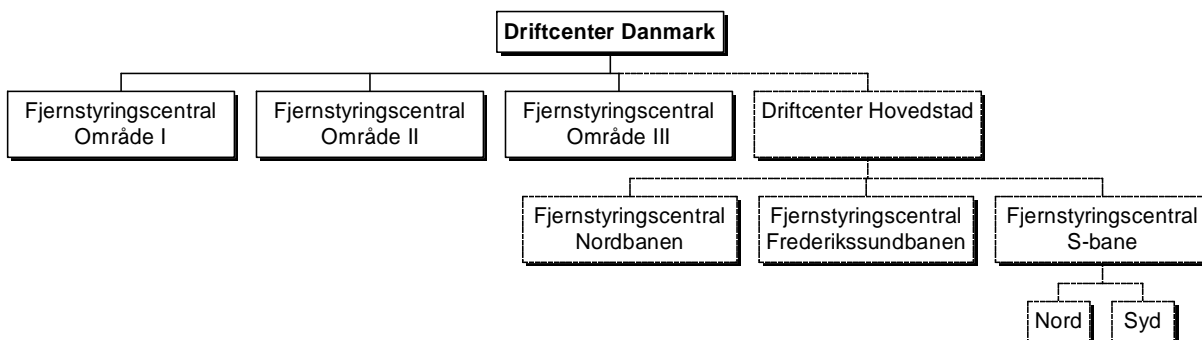 Driftcenter Danmark
Fjernstyringscentral
Område I
Fjernstyringscentral
Område II
Fjernstyringscentral
Område III
Driftcenter Hovedstad
Fjernstyringscentral
Nordbanen
Fjernstyringscentral
Frederikssundbanen
Fjernstyringscentral
S-bane
Nord
Syd